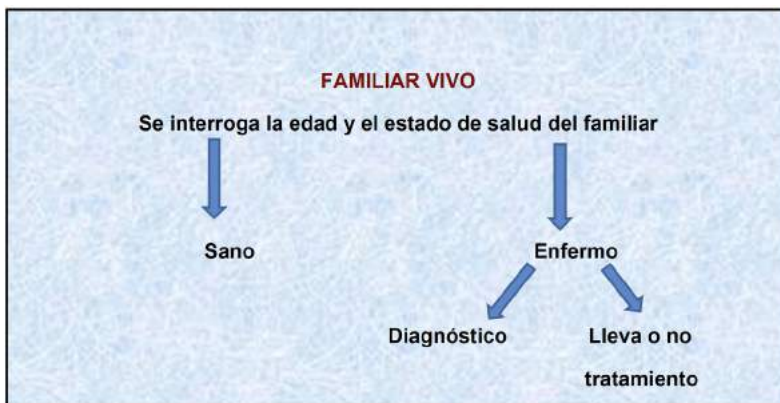 FAMILIAR VIVO
Se interroga la edad y el estado de salud del familiar
Sano
Enfermo
Diagnóstico
Lleva o no
tratamiento